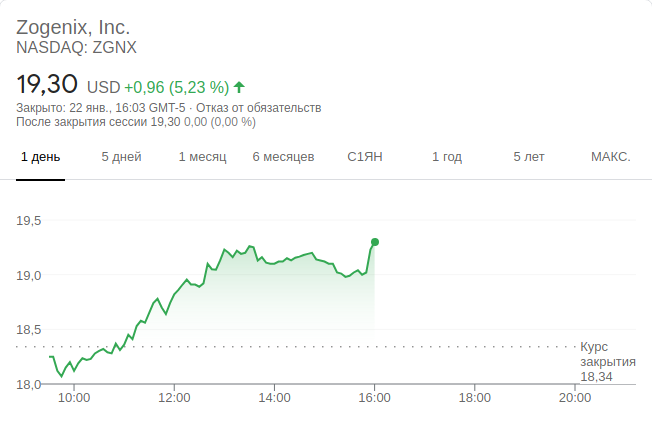 Zogenix, Inc.
NASDAQ: ZGNX
19,30 USD +0,96 (5,23 %)
Закрыто: 22 янв., 16:03 GMT-5 · Отказ от обязательств
После закрытия сессии 19,30 0,00 (0,00 %)
1 день 5 дней 1 месяц 6 месяцев С1ЯН 1 год 5 лет МАКС.
19,5
19,0
18,5
Курс
закрытия
18,34
18,0
10:00 12:00 14:00 16:00 18:00 20:00